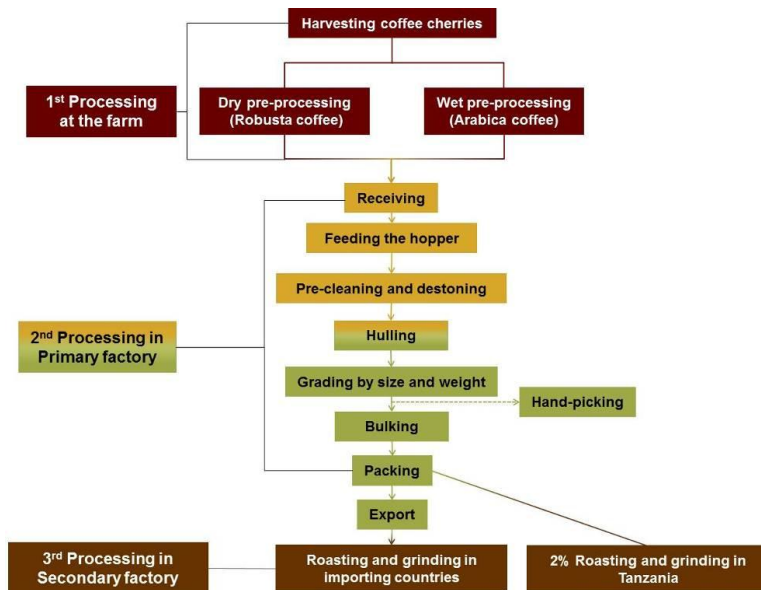 Harvesting coffee cherries
1st Processing
at the farm
Dry pre-processing
(Robusta coffee)
Wet pre-processing
(Arabica coffee)
Receiving
Feeding the hopper
Pre-cleaning and destoning
2nd Processing in
Primary factory
Hulling
Grading by size and weight
Hand-picking
Bulking
Packing
Export
3rd Processing in
Secondary factory
Roasting and grinding in
importing countries
2% Roasting and grinding in
Tanzania